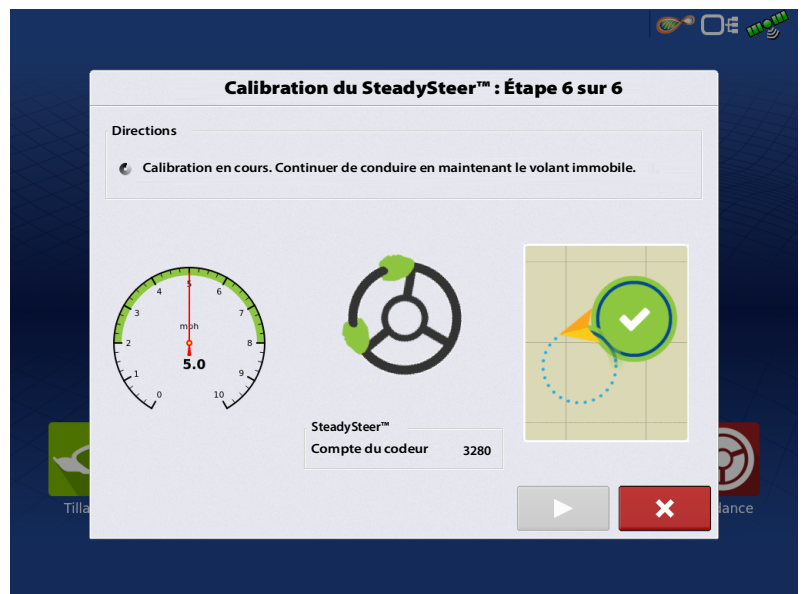 Calibration du SteadySteer™ : Étape 6 sur 6
Directions
Calibration en cours. Continuer de conduire en maintenant le volant immobile.
0
1
2
3
4
5
6
7
8
9
10
mph
5.0
SteadySteer™
Compte du codeur 3280
Tilla
dance